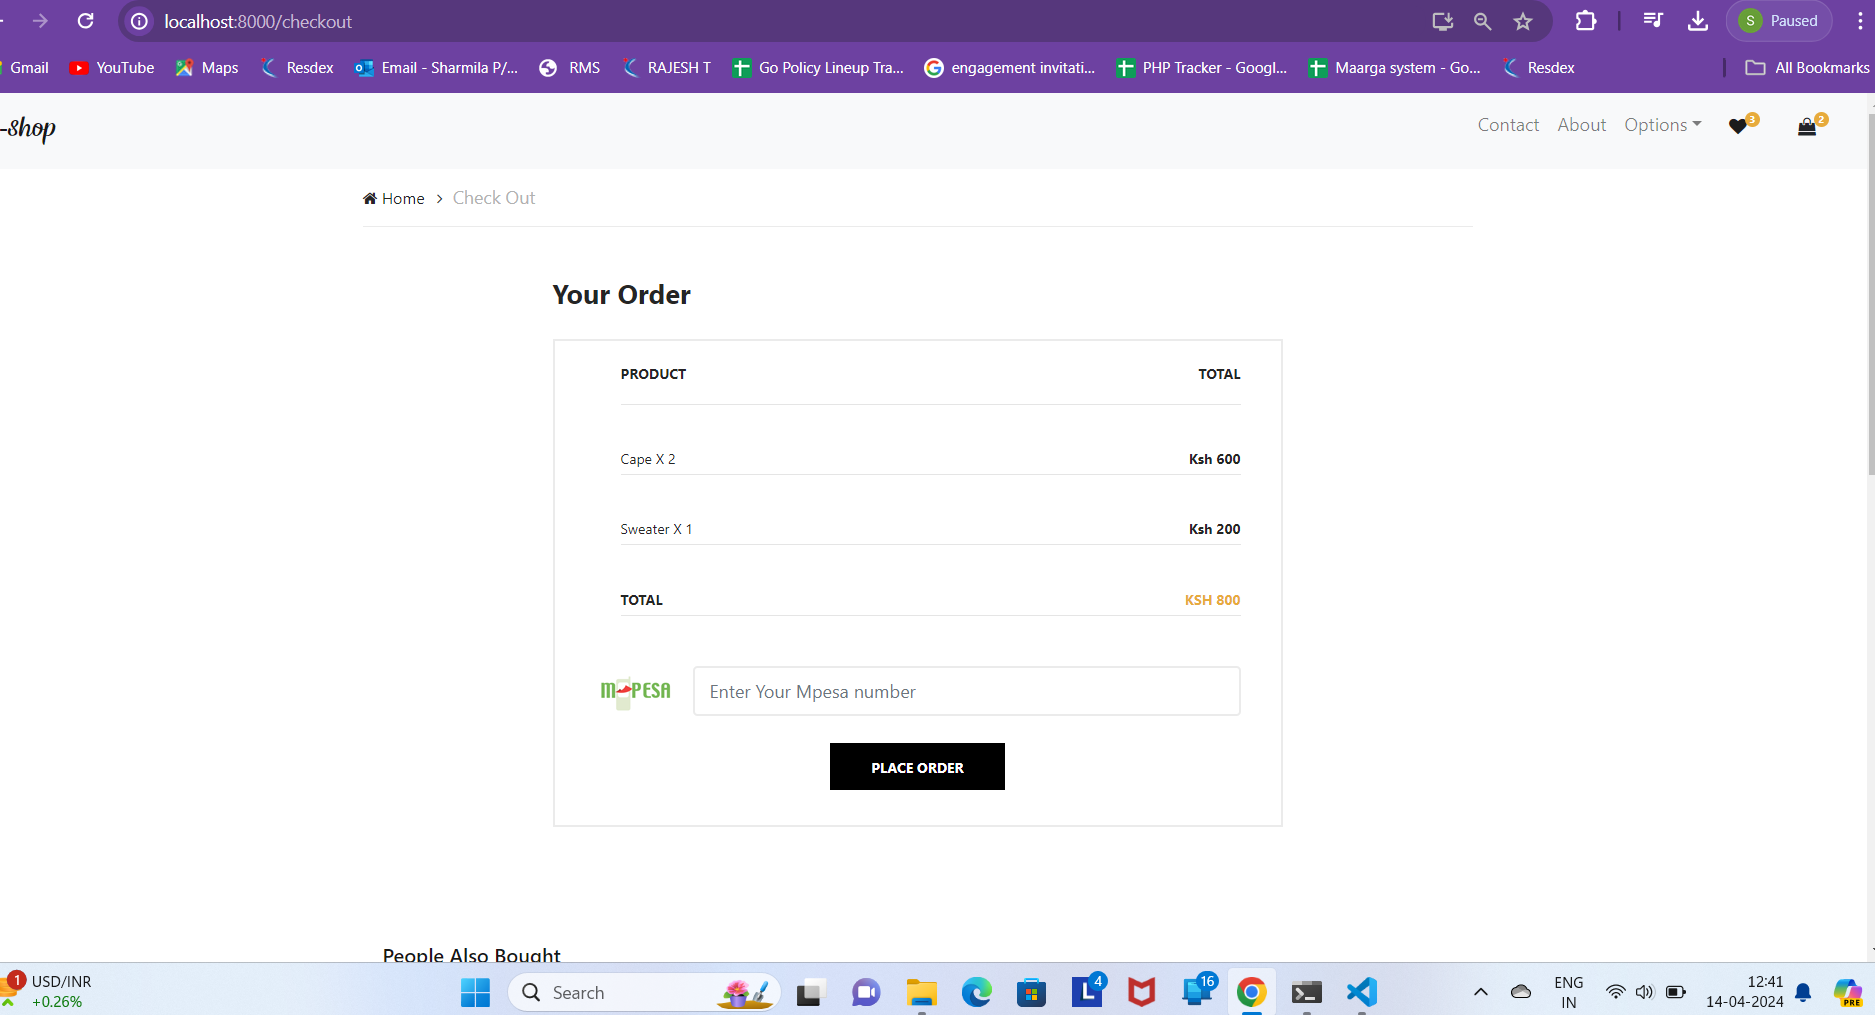 localhost:8000/checkout
S Paused
Gmail YouTube Maps Resdex Email - Sharmila P/... RMS RAJESH T Go Policy Lineup Tra... engagement invitati... PHP Tracker - Googl... Maarga system - Go... Resdex All Bookmarks
-shop Contact About Options 3 2
Home > Check Out
Your Order
PRODUCT TOTAL
Cape X 2 Ksh 600
Sweater X 1 Ksh 200
TOTAL KSH 800
M-PESA Enter Your Mpesa number
PLACE ORDER
People Also Bought
1 USD/INR
+0.26%
Search
L 4
16
ENG
IN
12:41
14-04-2024
PRE